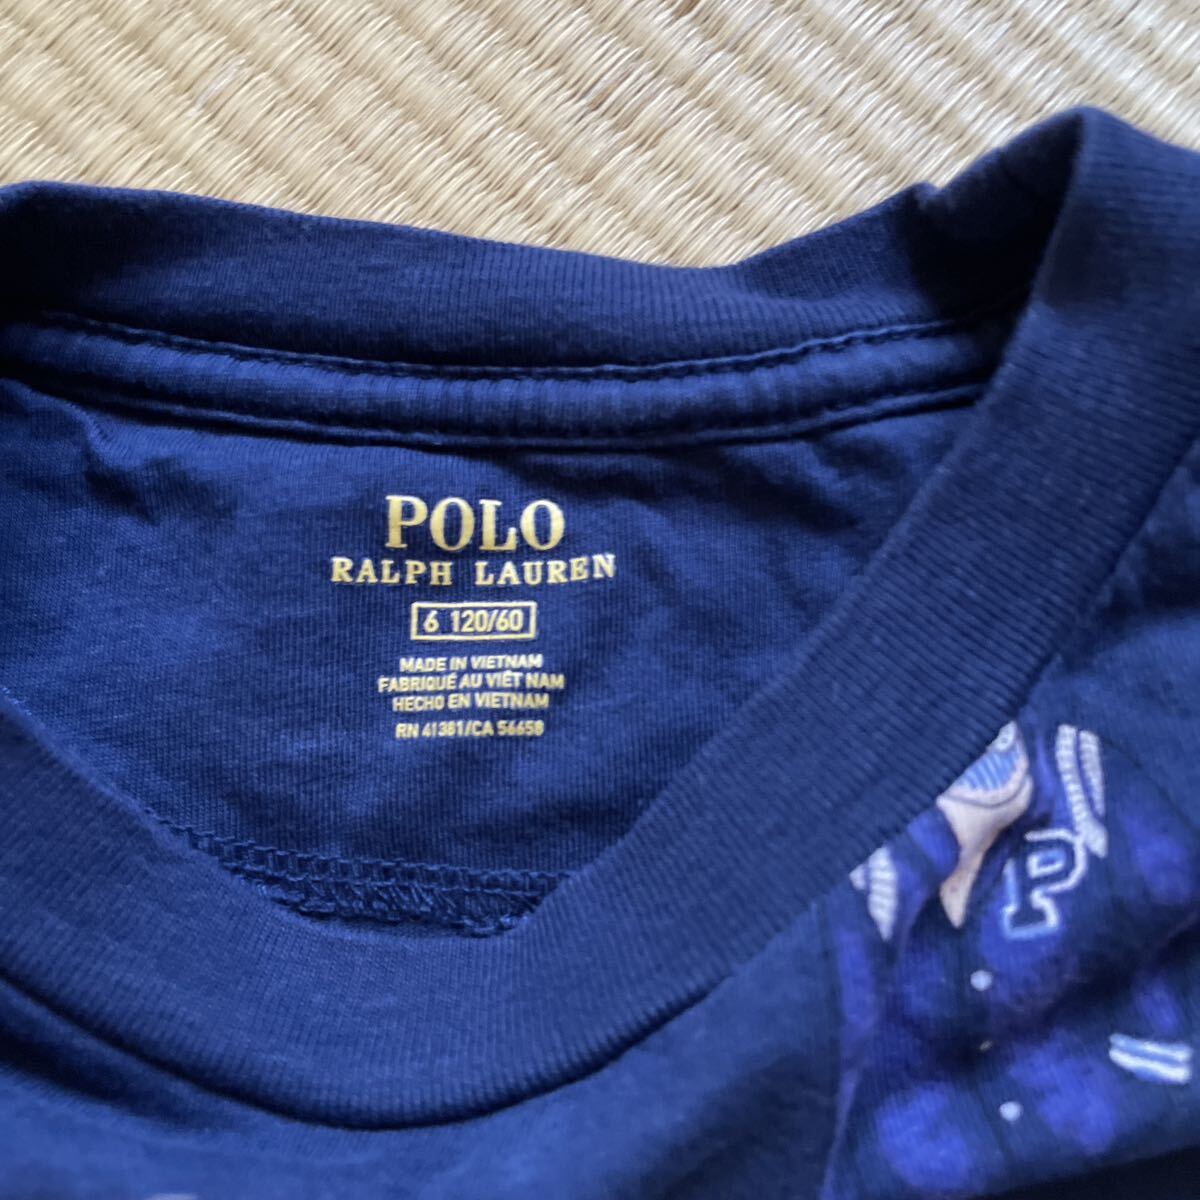 POLO
RALPH LAUREN
6 120/60
MADE IN VIETNAM
FABRIQUÉ AU VIÊT NAM
HECHO EN VIETNAM
RN 41381/CA 56658
P